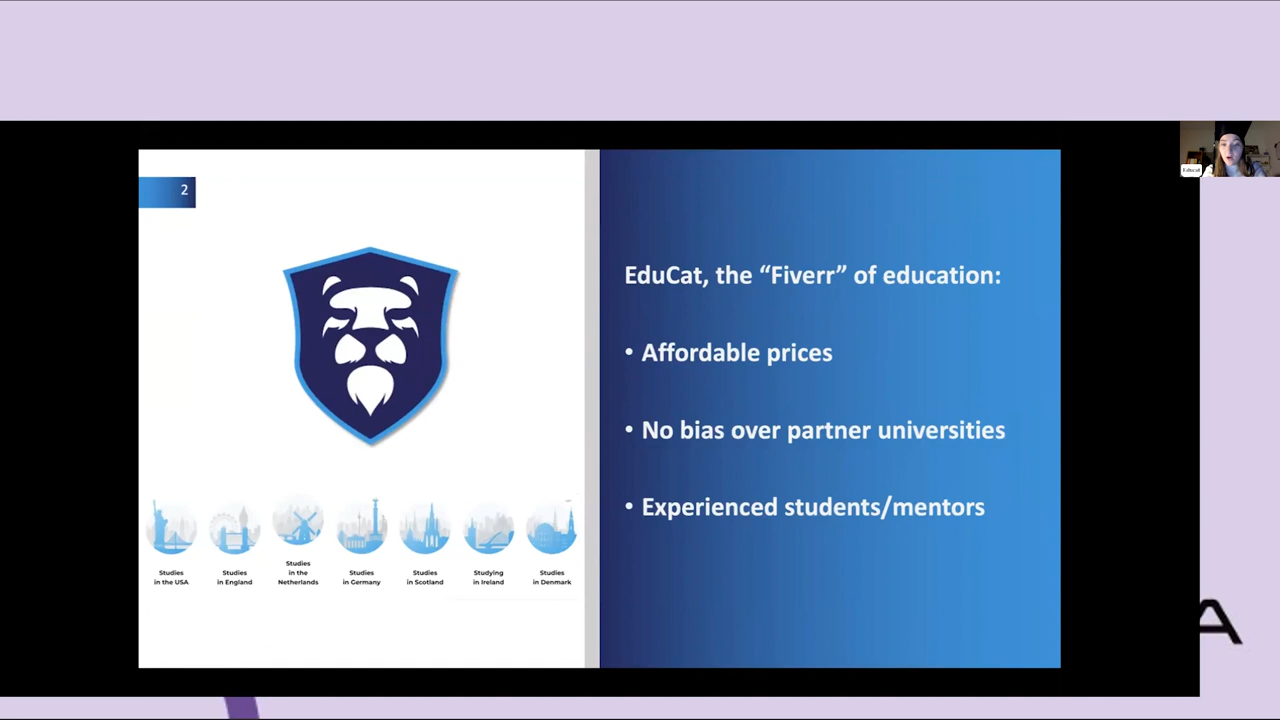 2
EduCat, the “Fiverr” of education:
• Affordable prices
• No bias over partner universities
• Experienced students/mentors
Studies
in the USA
Studies
in England
Studies
in the
Netherlands
Studies
in Germany
Studies
in Scotland
Studying
in Ireland
Studies
in Denmark
Educat
A